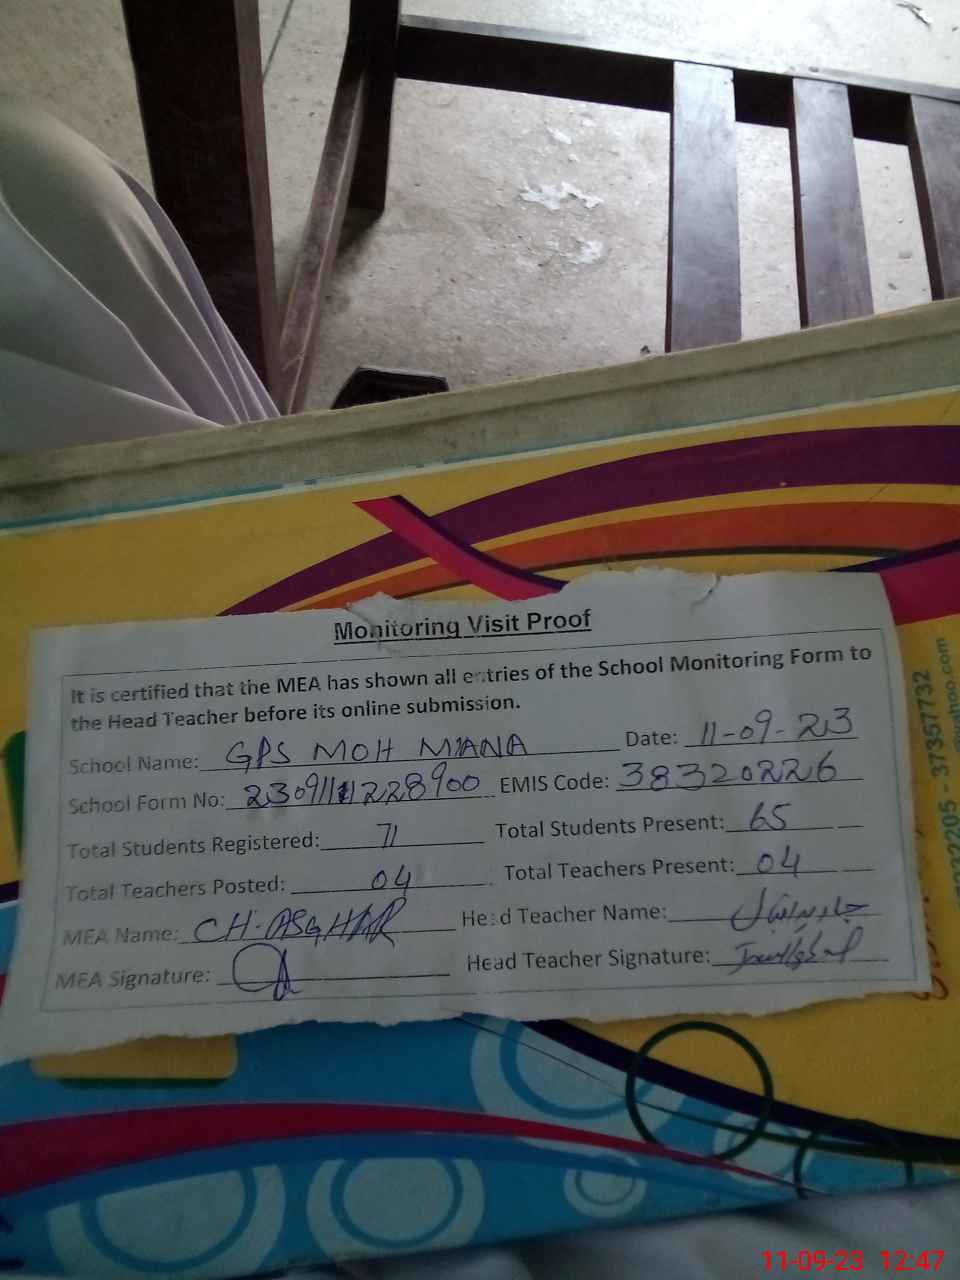 Monitoring Visit Proof
It is certified that the MEA has shown all entries of the School Monitoring Form to
the Head Teacher before its online submission.
School Name: GPS MOH MIANA Date: 11-09-23
School Form No: EMIS Code: 38320226
Total Students Registered: 71 Total Students Present: 65
Total Teachers Posted: 04 Total Teachers Present: 04
MEA Name: CH-ASGHAR Head Teacher Name: جاوید اقبال
MEA Signature: Head Teacher Signature:
37357732
11-09-23 12:47